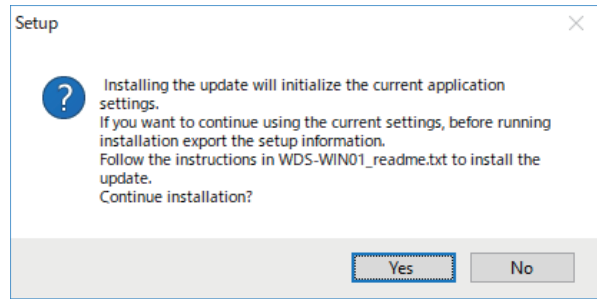 Setup
Installing the update will initialize the current application
settings.
If you want to continue using the current settings, before running
installation export the setup information.
Follow the instructions in WDS-WIN01_readme.txt to install the
update.
Continue installation?
Yes
No